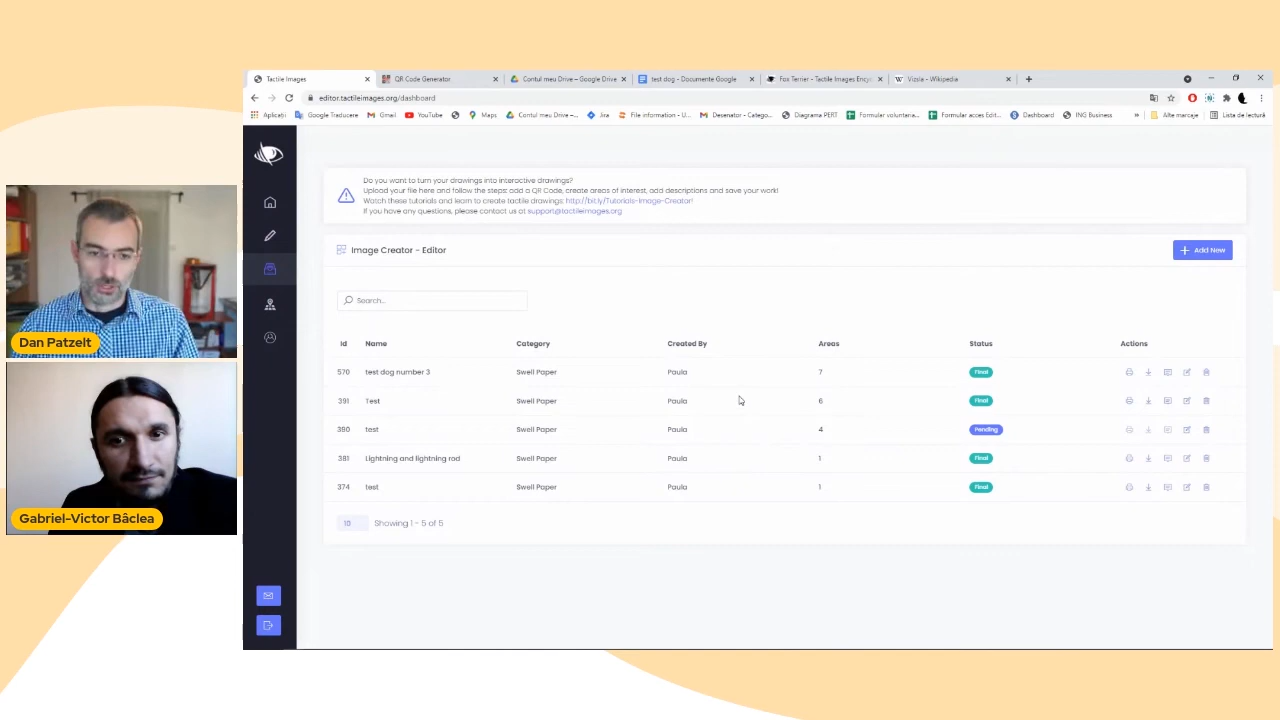 Tactile Images
QR Code Generator
Contul meu Drive – Google Drive
test dog – Documente Google
Fox Terrier - Tactile Images Ency
Vizsla – Wikipedia
editor.tactileimages.org/dashboard
Aplicații
Google Traducere
Gmail
YouTube
Maps
Contul meu Drive –...
Jira
File information - U...
Desenator - Catego...
Diagrama PERT
Formular voluntaria...
Formular acces Edit...
Dashboard
ING Business
»
Alte marcaje
Lista de lectură
Do you want to turn your drawings into interactive drawings?
Upload your file here and follow the steps: add a QR Code, create areas of interest, add descriptions and save your work!
Watch these tutorials and learn to create tactile drawings: http://bit.ly/Tutorials-Image-Creator!
If you have any questions, please contact us at support@tactileimages.org
Image Creator - Editor
+ Add New
Search...
Id Name Category Created By Areas Status Actions
570 test dog number 3 Swell Paper Paula 7 Final
391 Test Swell Paper Paula 6 Final
390 test Swell Paper Paula 4 Pending
381 Lightning and lightning rod Swell Paper Paula 1 Final
374 test Swell Paper Paula 1 Final
10 Showing 1 - 5 of 5
Dan Patzelt
Gabriel-Victor Bâclea